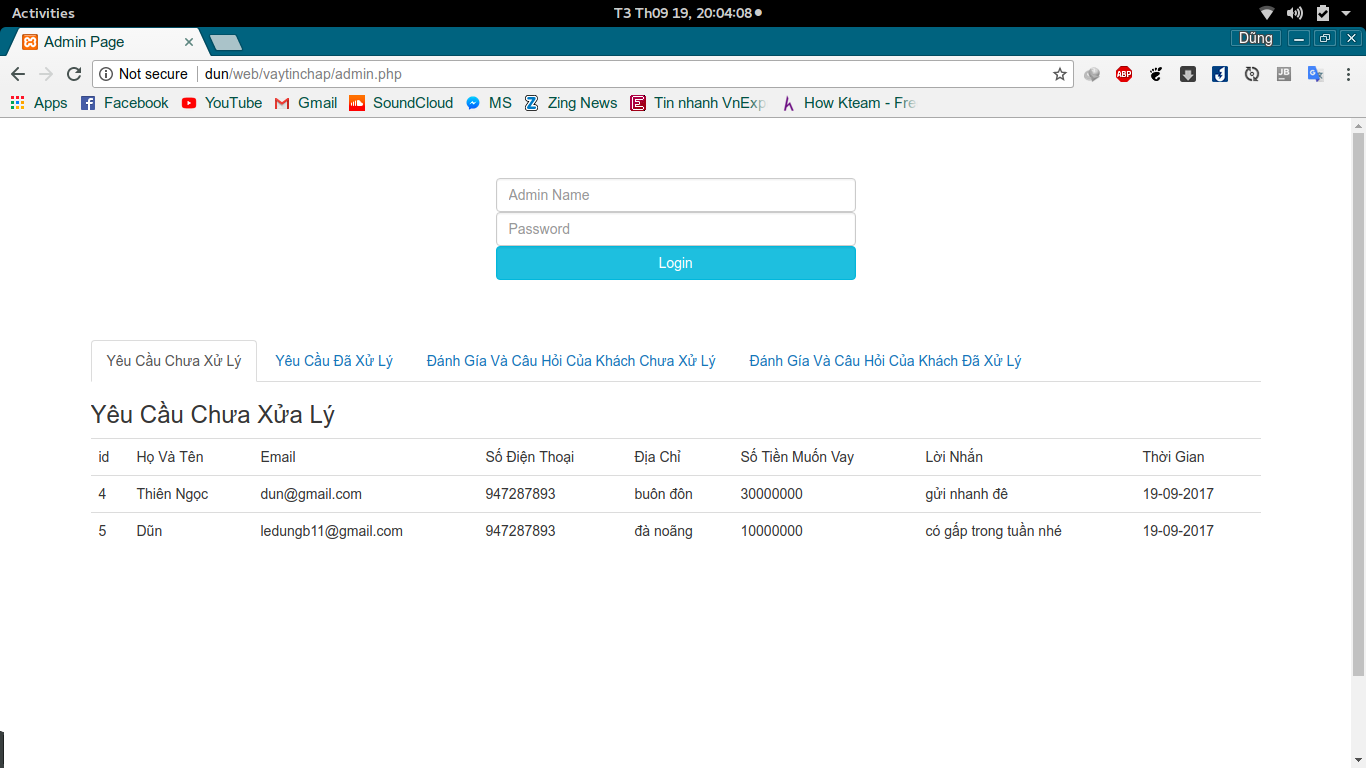 Activities T3 Th09 19, 20:04:08
Admin Page Dũng
Not secure dun/web/vaytinchap/admin.php ABP JB
Apps Facebook YouTube Gmail SoundCloud MS Zing News Tin nhanh VnExp How Kteam - Fre
Admin Name
Password
Login
Yêu Cầu Chưa Xử Lý Yêu Cầu Đã Xử Lý Đánh Gía Và Câu Hỏi Của Khách Chưa Xử Lý Đánh Gía Và Câu Hỏi Của Khách Đã Xử Lý
Yêu Cầu Chưa Xửa Lý
id Họ Và Tên Email Số Điện Thoại Địa Chỉ Số Tiền Muốn Vay Lời Nhắn Thời Gian
4 Thiên Ngọc dun@gmail.com 947287893 buôn đôn 30000000 gửi nhanh đê 19-09-2017
5 Dũn ledungb11@gmail.com 947287893 đà noãng 10000000 có gấp trong tuần nhé 19-09-2017